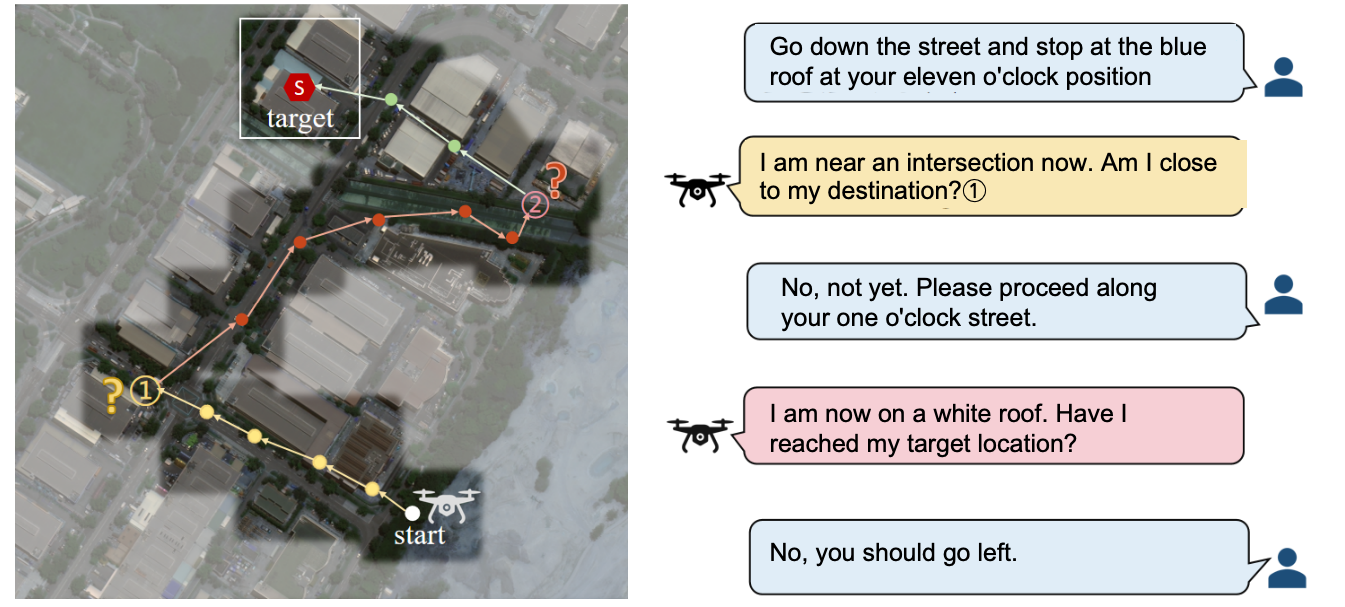 S
target
?
②
? ①
start
Go down the street and stop at the blue
roof at your eleven o'clock position
I am near an intersection now. Am I close
to my destination?①
No, not yet. Please proceed along
your one o'clock street.
I am now on a white roof. Have I
reached my target location?
No, you should go left.